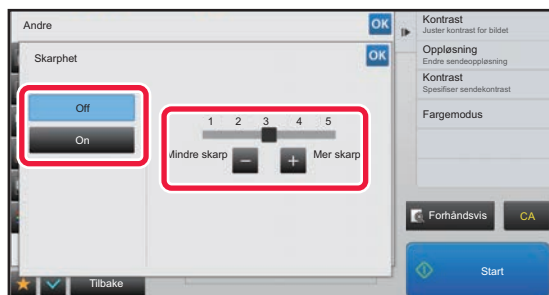 Andre
OK
Skarphet
OK
Off
On
1 2 3 4 5
Mindre skarp
Mer skarp
Tilbake
Kontrast
Juster kontrast for bildet
Oppløsning
Endre sendeoppløsning
Kontrast
Spesifiser sendekontrast
Fargemodus
Forhåndsvis
CA
Start